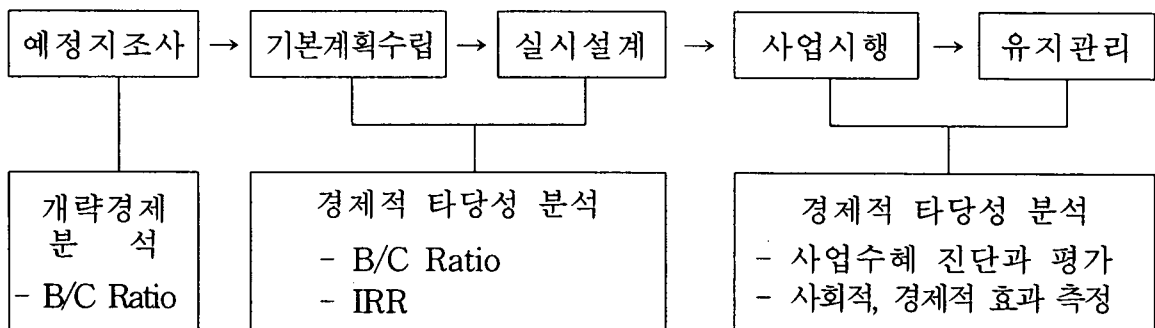 예정지조사 → 기본계획수립 → 실시설계 → 사업시행 → 유지관리
개략경제
분 석
- B/C Ratio
경제적 타당성 분석
- B/C Ratio
- IRR
경제적 타당성 분석
- 사업수혜 진단과 평가
- 사회적, 경제적 효과 측정